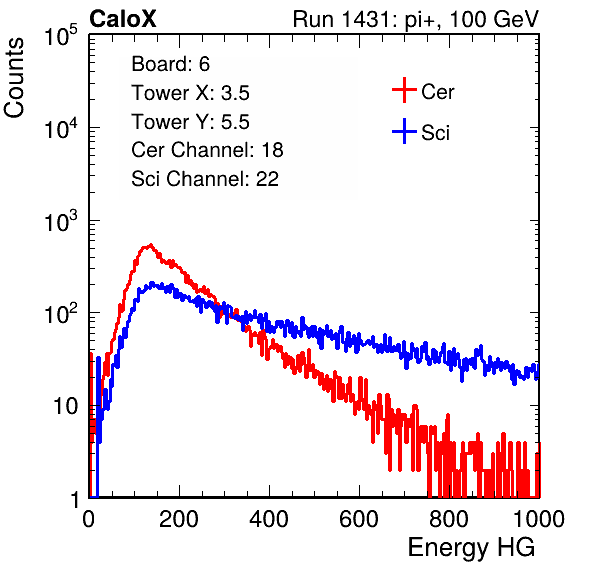 CaloX Run 1431: pi+, 100 GeV
Counts
10^5
10^4
10^3
10^2
10
1
Board: 6
Tower X: 3.5
Tower Y: 5.5
Cer Channel: 18
Sci Channel: 22
Cer
Sci
0 200 400 600 800 1000
Energy HG